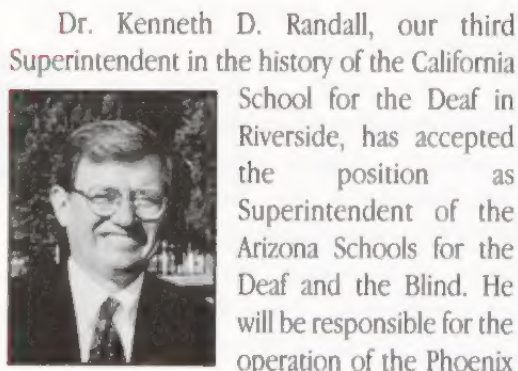 Dr. Kenneth D. Randall, our third
Superintendent in the history of the California
School for the Deaf in
Riverside, has accepted
the position as
Superintendent of the
Arizona Schools for the
Deaf and the Blind. He
will be responsible for the
operation of the Phoenix